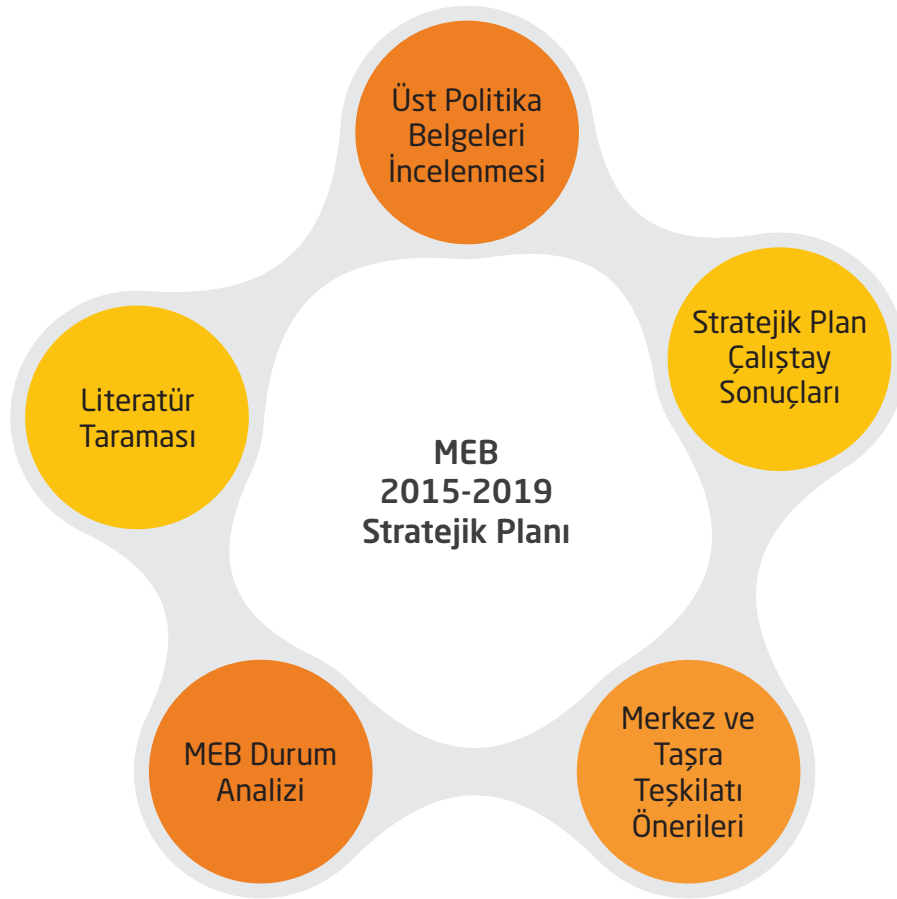 Üst Politika
Belgeleri
İncelenmesi
Stratejik Plan
Çalıştay
Sonuçları
Literatür
Taraması
MEB
2015-2019
Stratejik Planı
MEB Durum
Analizi
Merkez ve
Taşra
Teşkilatı
Önerileri